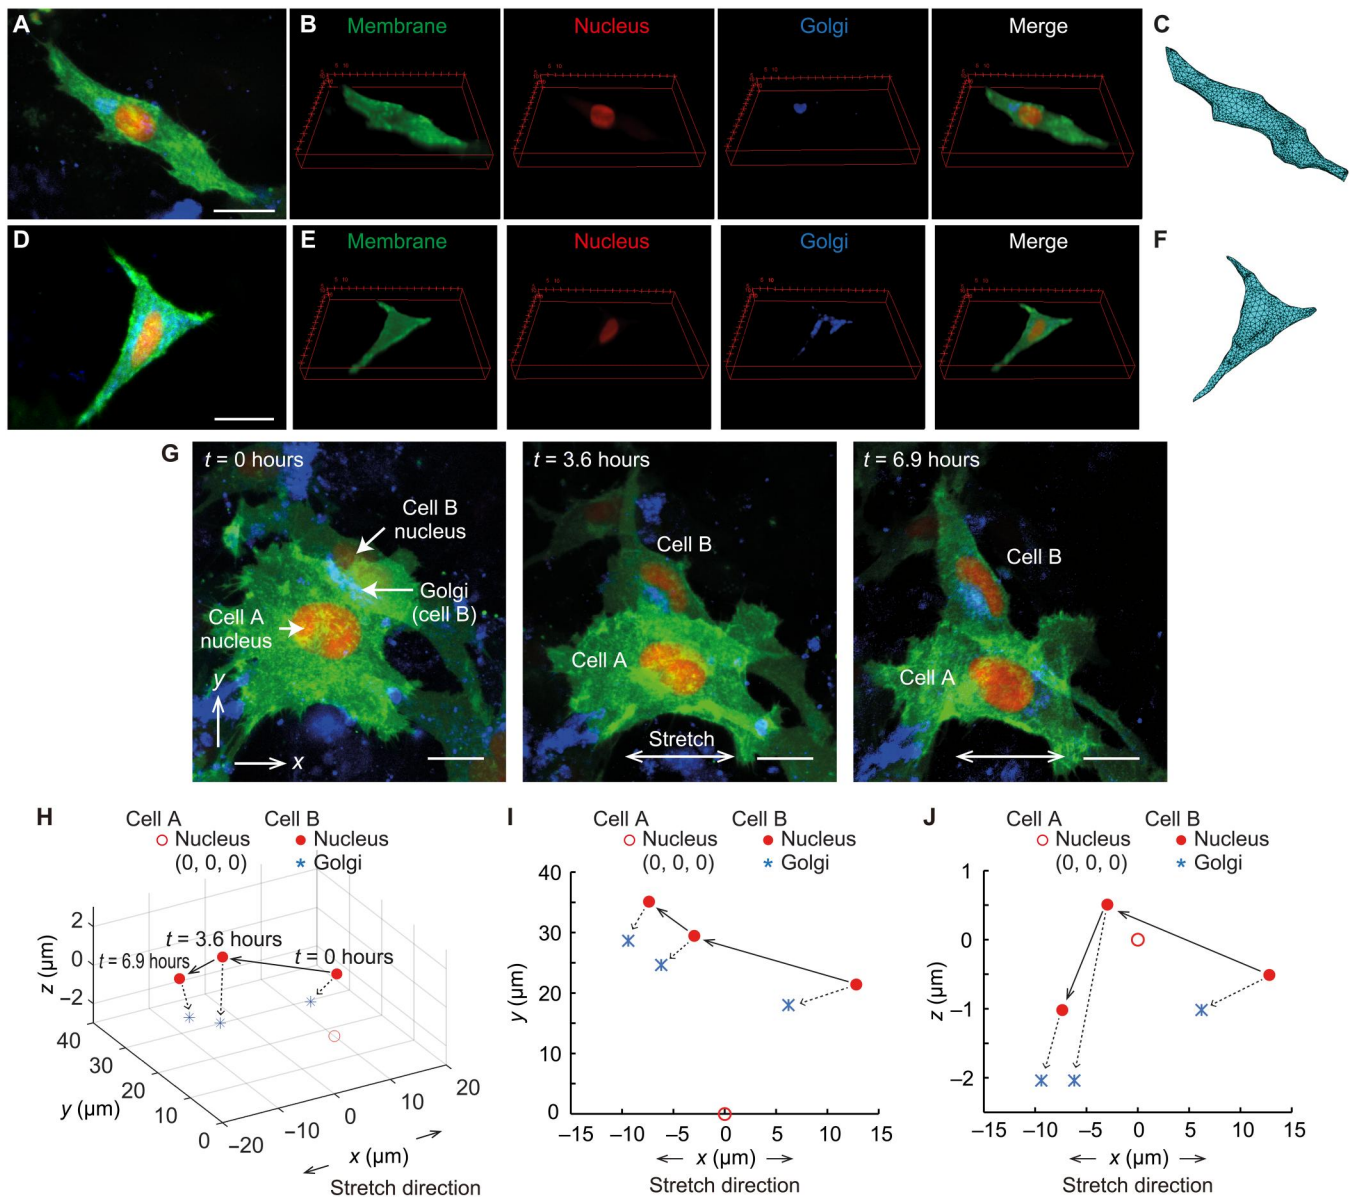 A
B
Membrane
Nucleus
Golgi
Merge
C
D
E
Membrane
Nucleus
Golgi
Merge
F
G
t = 0 hours
Cell B
nucleus
Golgi
(cell B)
Cell A
nucleus
y
x
t = 3.6 hours
Cell B
Cell A
Stretch
t = 6.9 hours
Cell B
Cell A
H
Cell A
Nucleus
(0, 0, 0)
Cell B
Nucleus
Golgi
t = 3.6 hours
t = 6.9 hours
t = 0 hours
z (µm)
2
0
−2
40
30
20
10
0
y (µm)
−20
−10
0
10
20
x (µm)
Stretch direction
I
Cell A
Nucleus
(0, 0, 0)
Cell B
Nucleus
Golgi
40
30
20
10
0
y (µm)
−15
−10
−5
0
5
10
15
x (µm)
Stretch direction
J
Cell A
Nucleus
(0, 0, 0)
Cell B
Nucleus
Golgi
1
0
−1
−2
z (µm)
−15
−10
−5
0
5
10
15
x (µm)
Stretch direction